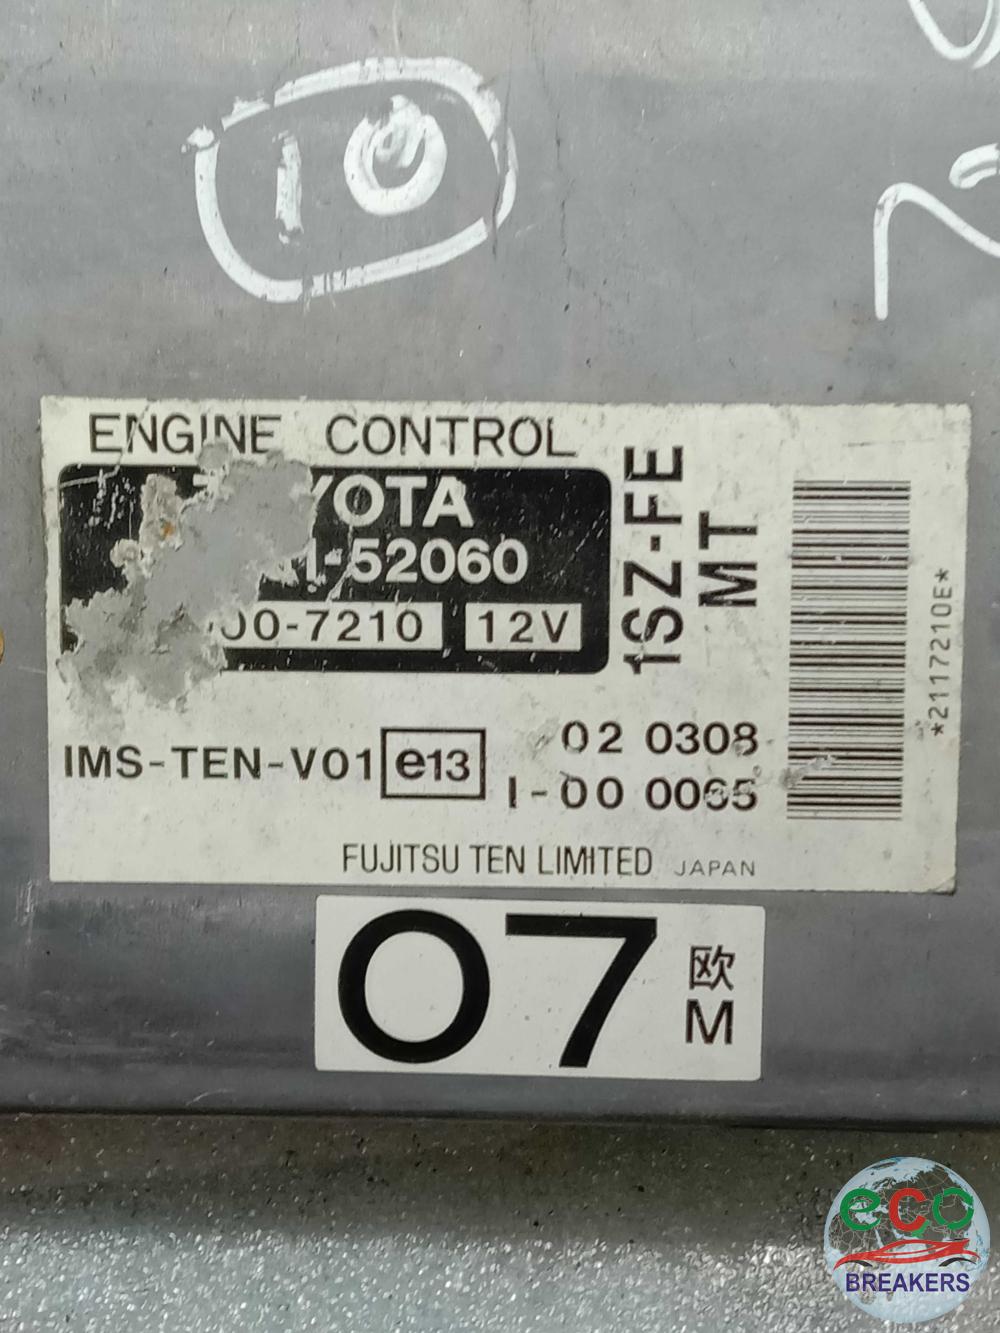 10
ENGINE CONTROL
TOYOTA
1-52060
00-7210 12V
1SZ-FE
MT
*2117210E*
IMS-TEN-V01 e13
02 0308
I-00 0065
FUJITSU TEN LIMITED JAPAN
07 欧
M
eco
BREAKERS